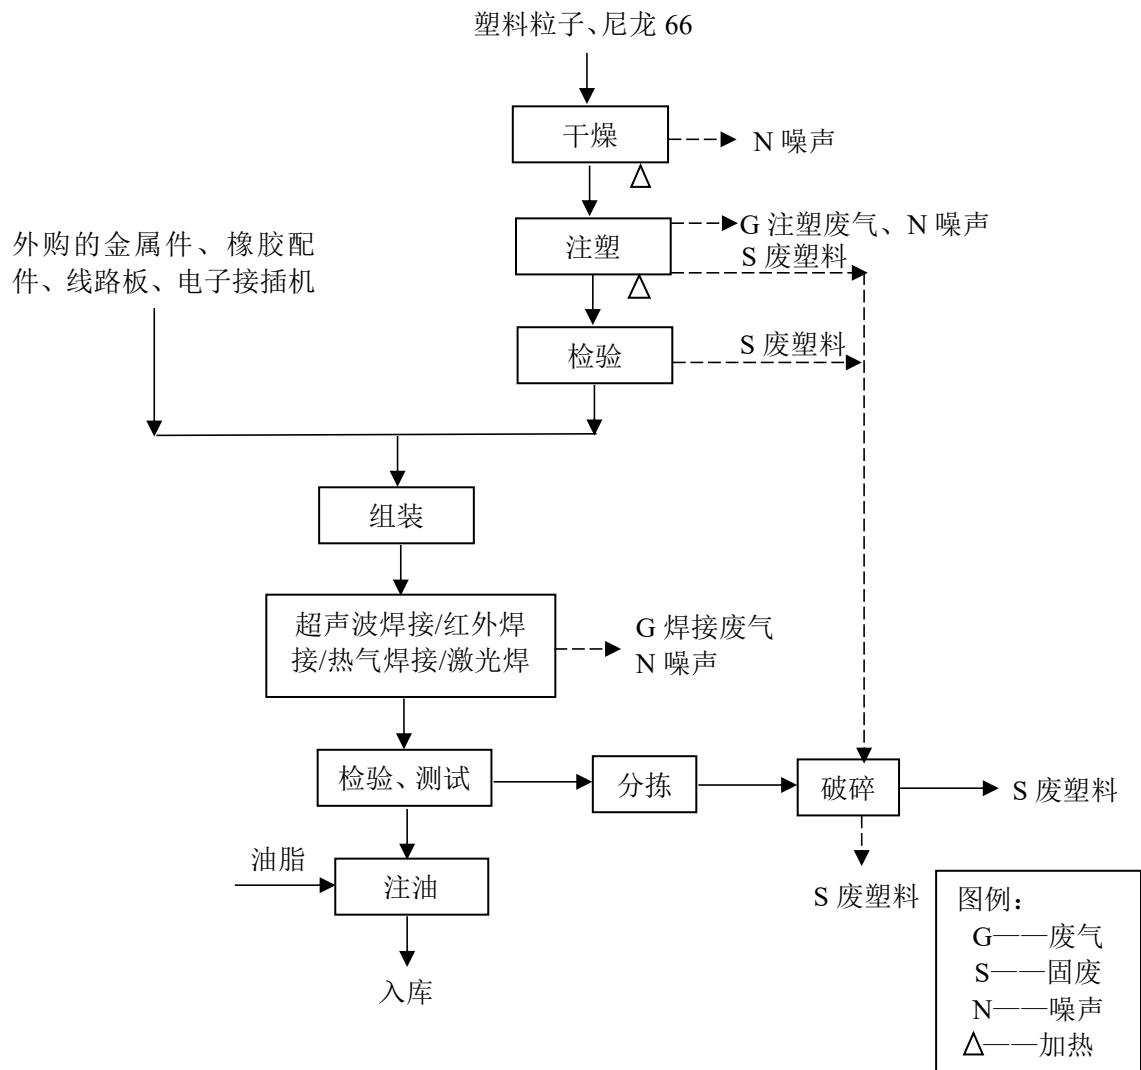 塑料粒子、尼龙 66
干燥
N 噪声
注塑
G 注塑废气、N 噪声
S 废塑料
外购的金属件、橡胶配
件、线路板、电子接插机
检验
S 废塑料
组装
超声波焊接/红外焊
接/热气焊接/激光焊
G 焊接废气
N 噪声
检验、测试
分拣
破碎
S 废塑料
油脂
注油
S 废塑料
入库
图例：
G——废气
S——固废
N——噪声
△——加热